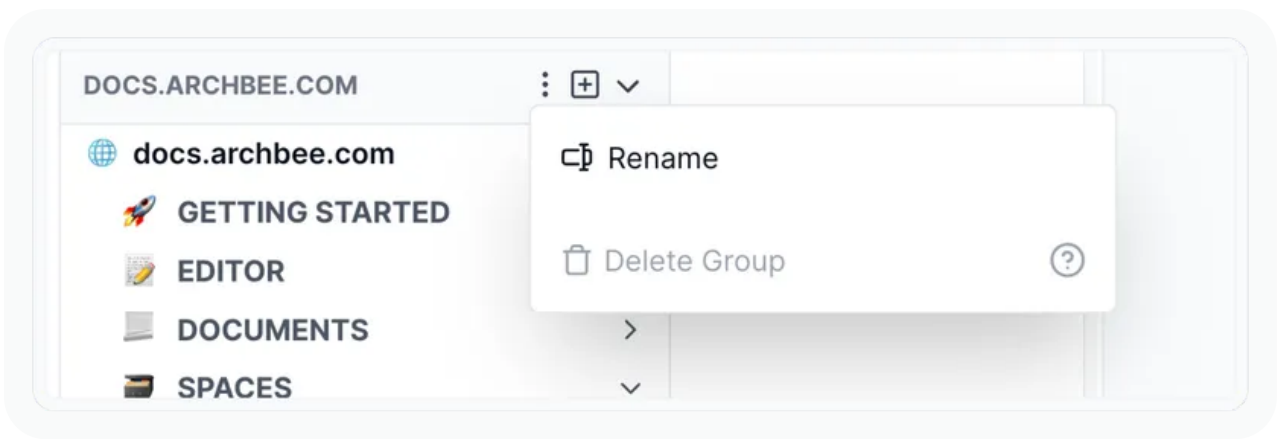 DOCS.ARCHBEE.COM
docs.archbee.com
GETTING STARTED
EDITOR
DOCUMENTS
SPACES
Rename
Delete Group